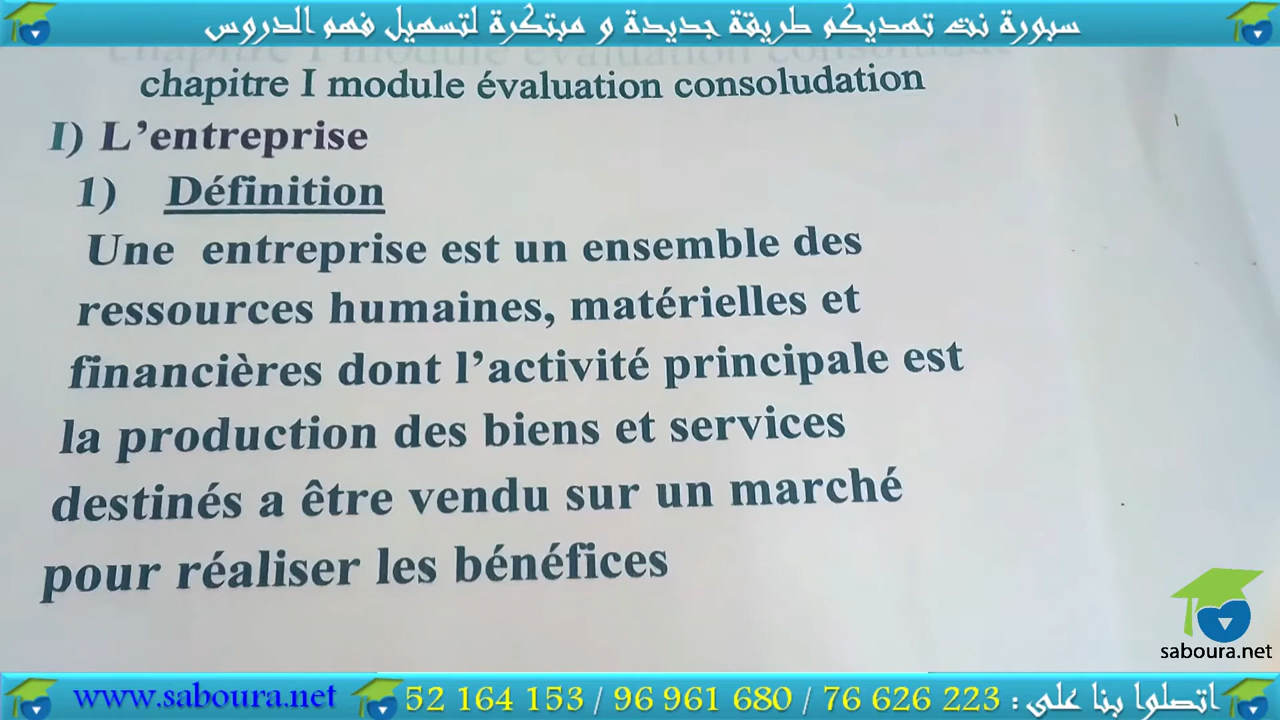 سبورة نت تهديكم طريقة جديدة و مبتكرة لتسهيل فهم الدروس
chapitre I module évaluation consoludation
I) L’entreprise
1) Définition
Une entreprise est un ensemble des
ressources humaines, matérielles et
financières dont l’activité principale est
la production des biens et services
destinés a être vendu sur un marché
pour réaliser les bénéfices
saboura.net
www.saboura.net
52 164 153 / 96 961 680 / 76 626 223 : اتصلوا بنا على